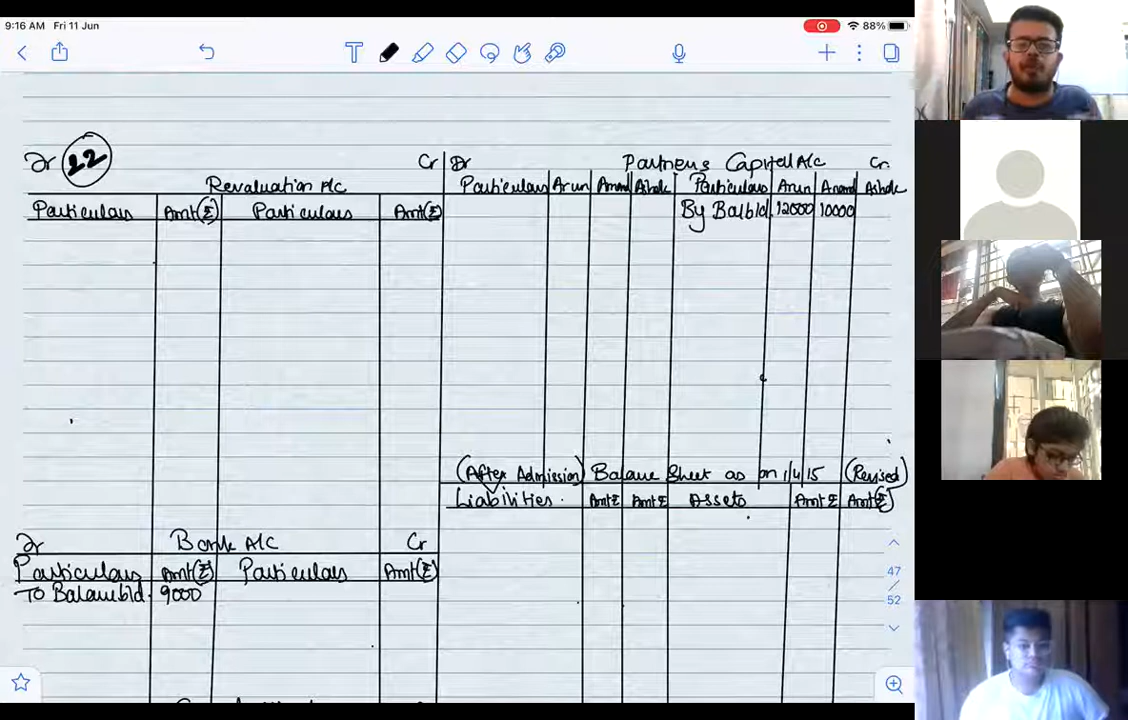 9:16 AM Fri 11 Jun
88%
T
Dr 22 Cr
Revaluation A/c
Particulars Amt(₹) Particulars Amt(₹)
Dr Partners Capital A/c Cr
Particulars Arun Anand Ashok Particulars Arun Anand Ashok
By Balb/d. 12000 10000
(After Admission) Balance Sheet as on 1/4/15 (Revised)
Liabilities. Amt₹ Amt₹ Assets Amt₹ Amt(₹)
Dr Bank A/c Cr
Particulars Amt(₹) Particulars Amt(₹)
To Balance b/d. 9000
47
/
52